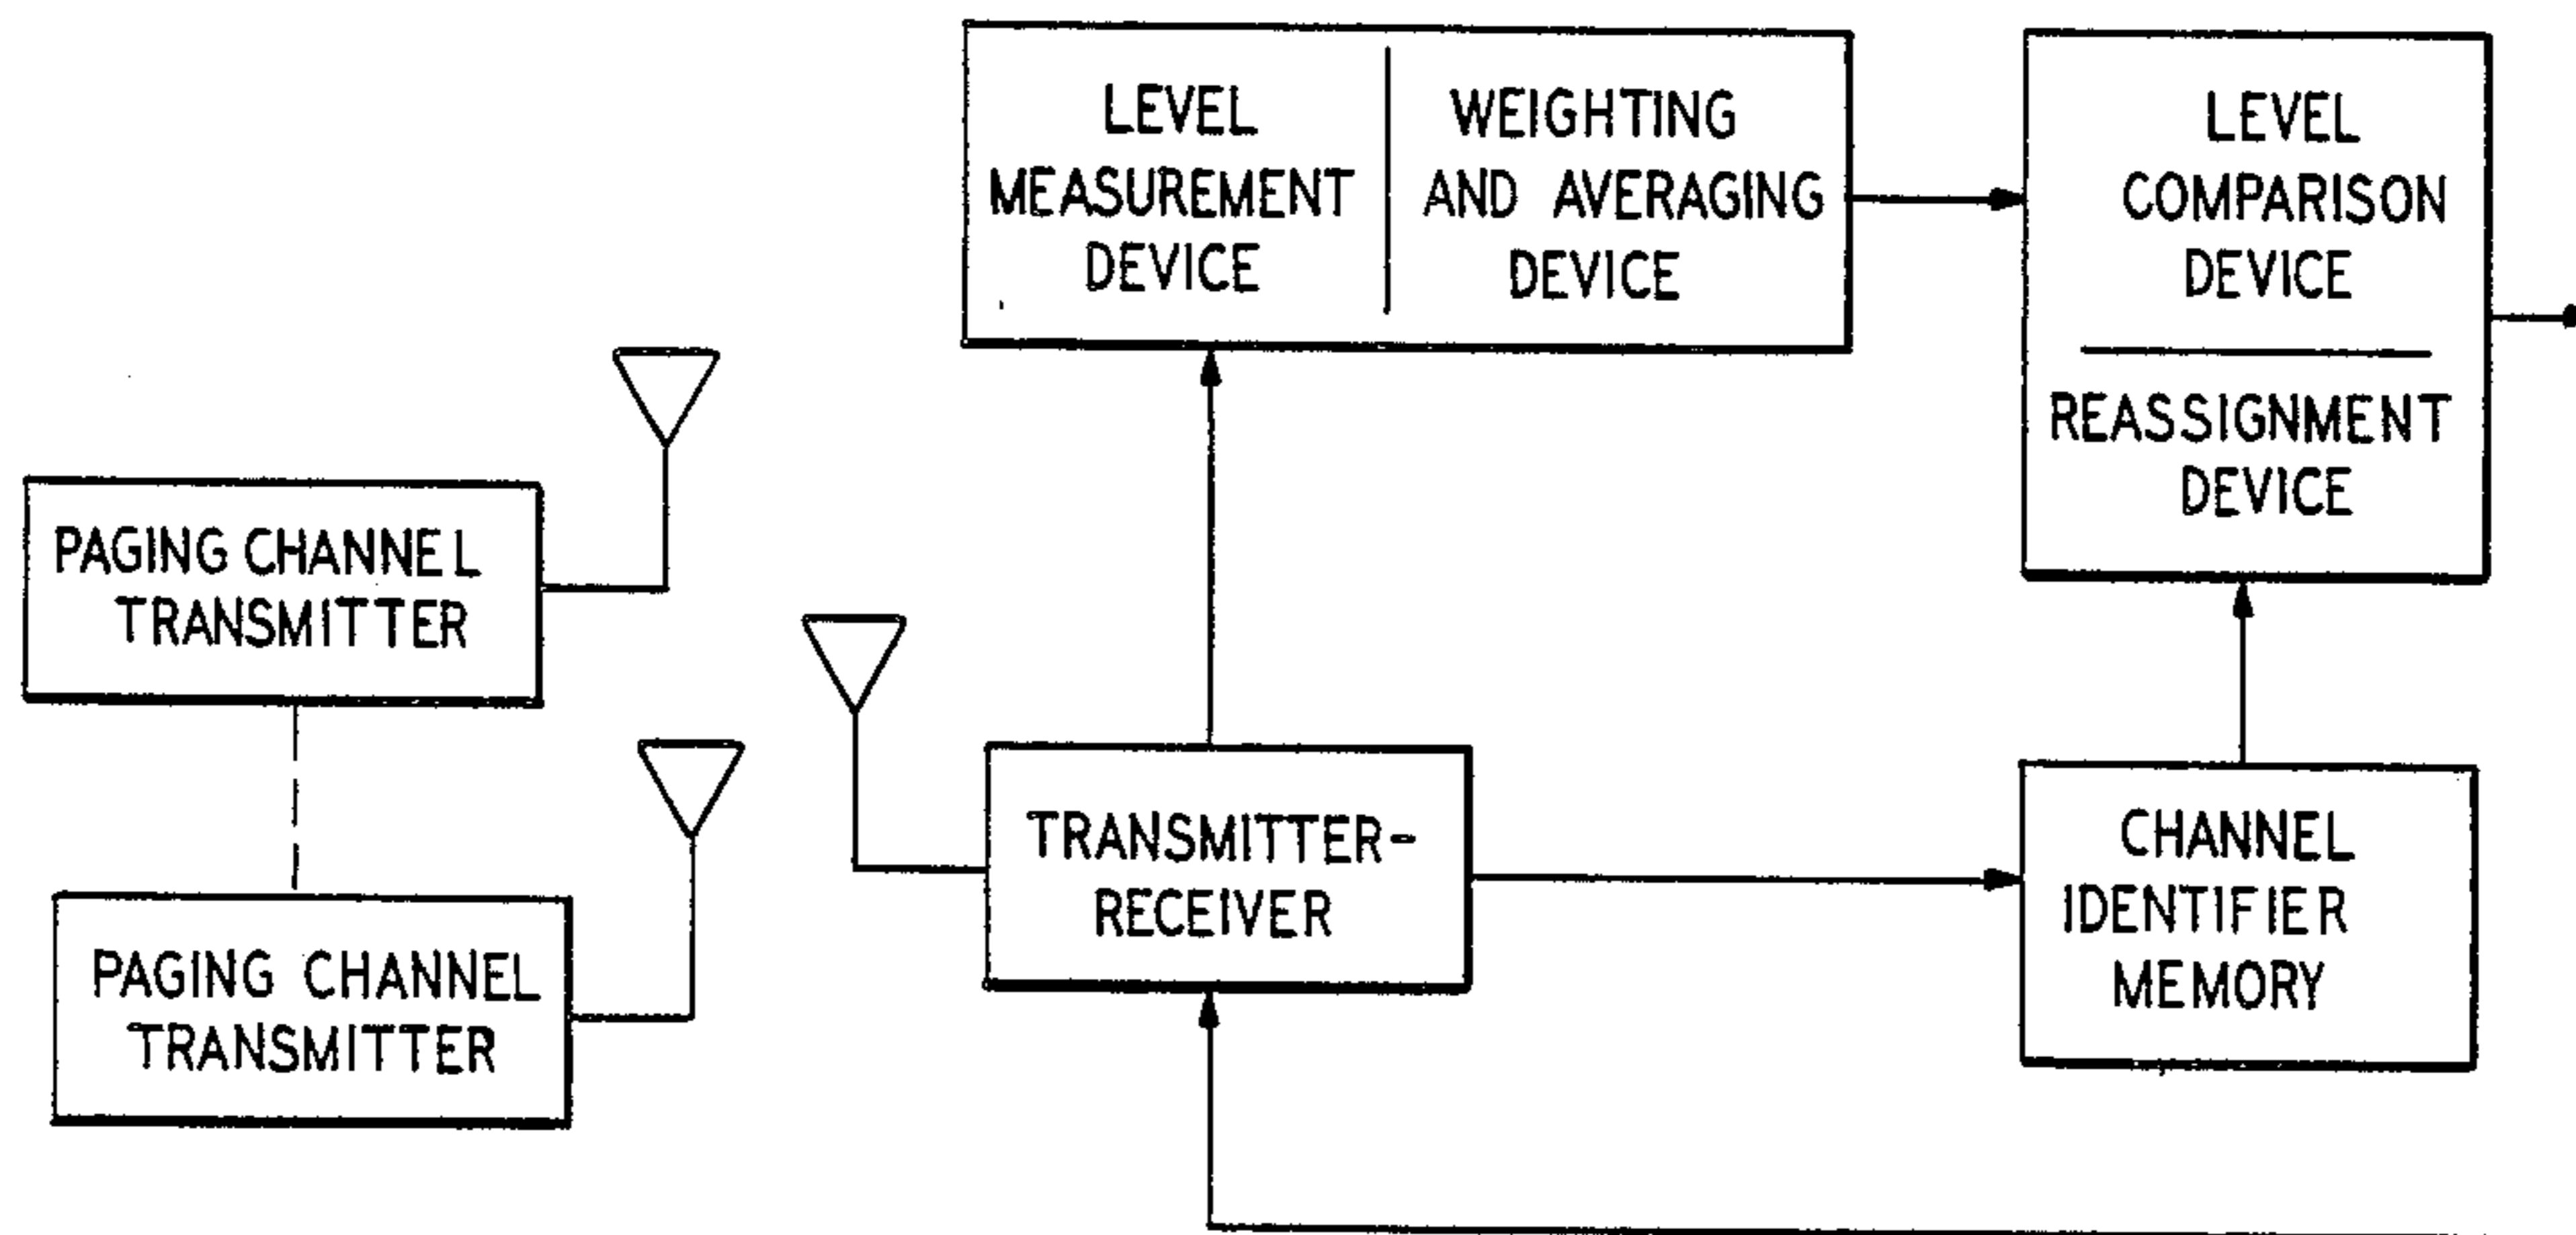 LEVEL
MEASUREMENT
DEVICE
WEIGHTING
AND AVERAGING
DEVICE
LEVEL
COMPARISON
DEVICE
REASSIGNMENT
DEVICE
PAGING CHANNEL
TRANSMITTER
PAGING CHANNEL
TRANSMITTER
TRANSMITTER-
RECEIVER
CHANNEL
IDENTIFIER
MEMORY